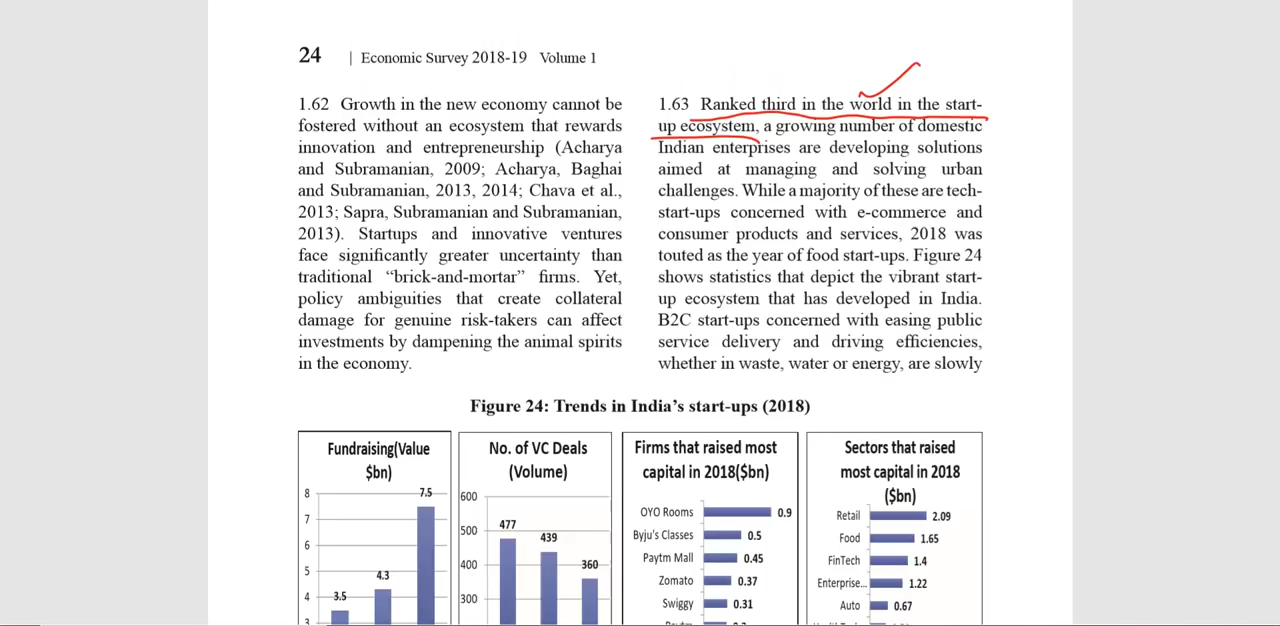 24 | Economic Survey 2018-19 Volume 1
1.62 Growth in the new economy cannot be
fostered without an ecosystem that rewards
innovation and entrepreneurship (Acharya
and Subramanian, 2009; Acharya, Baghai
and Subramanian, 2013, 2014; Chava et al.,
2013; Sapra, Subramanian and Subramanian,
2013). Startups and innovative ventures
face significantly greater uncertainty than
traditional “brick-and-mortar” firms. Yet,
policy ambiguities that create collateral
damage for genuine risk-takers can affect
investments by dampening the animal spirits
in the economy.
1.63 Ranked third in the world in the start-
up ecosystem, a growing number of domestic
Indian enterprises are developing solutions
aimed at managing and solving urban
challenges. While a majority of these are tech-
start-ups concerned with e-commerce and
consumer products and services, 2018 was
touted as the year of food start-ups. Figure 24
shows statistics that depict the vibrant start-
up ecosystem that has developed in India.
B2C start-ups concerned with easing public
service delivery and driving efficiencies,
whether in waste, water or energy, are slowly
Figure 24: Trends in India’s start-ups (2018)
Fundraising(Value
$bn)
8
7.5
7
6
5
4.3
4
3.5
3
No. of VC Deals
(Volume)
600
500
477
439
400
360
300
Firms that raised most
capital in 2018($bn)
OYO Rooms 0.9
Byju's Classes 0.5
Paytm Mall 0.45
Zomato 0.37
Swiggy 0.31
Sectors that raised
most capital in 2018
($bn)
Retail 2.09
Food 1.65
FinTech 1.4
Enterprise... 1.22
Auto 0.67